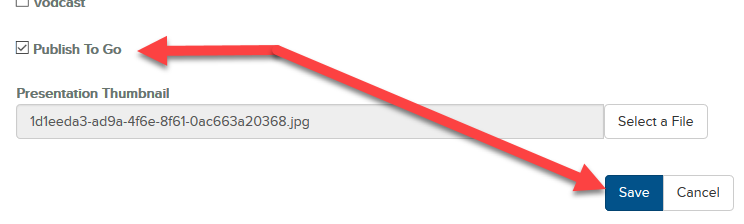 Vodcast
Publish To Go
Presentation Thumbnail
1d1eeda3-ad9a-4f6e-8f61-0ac663a20368.jpg Select a File
Save Cancel